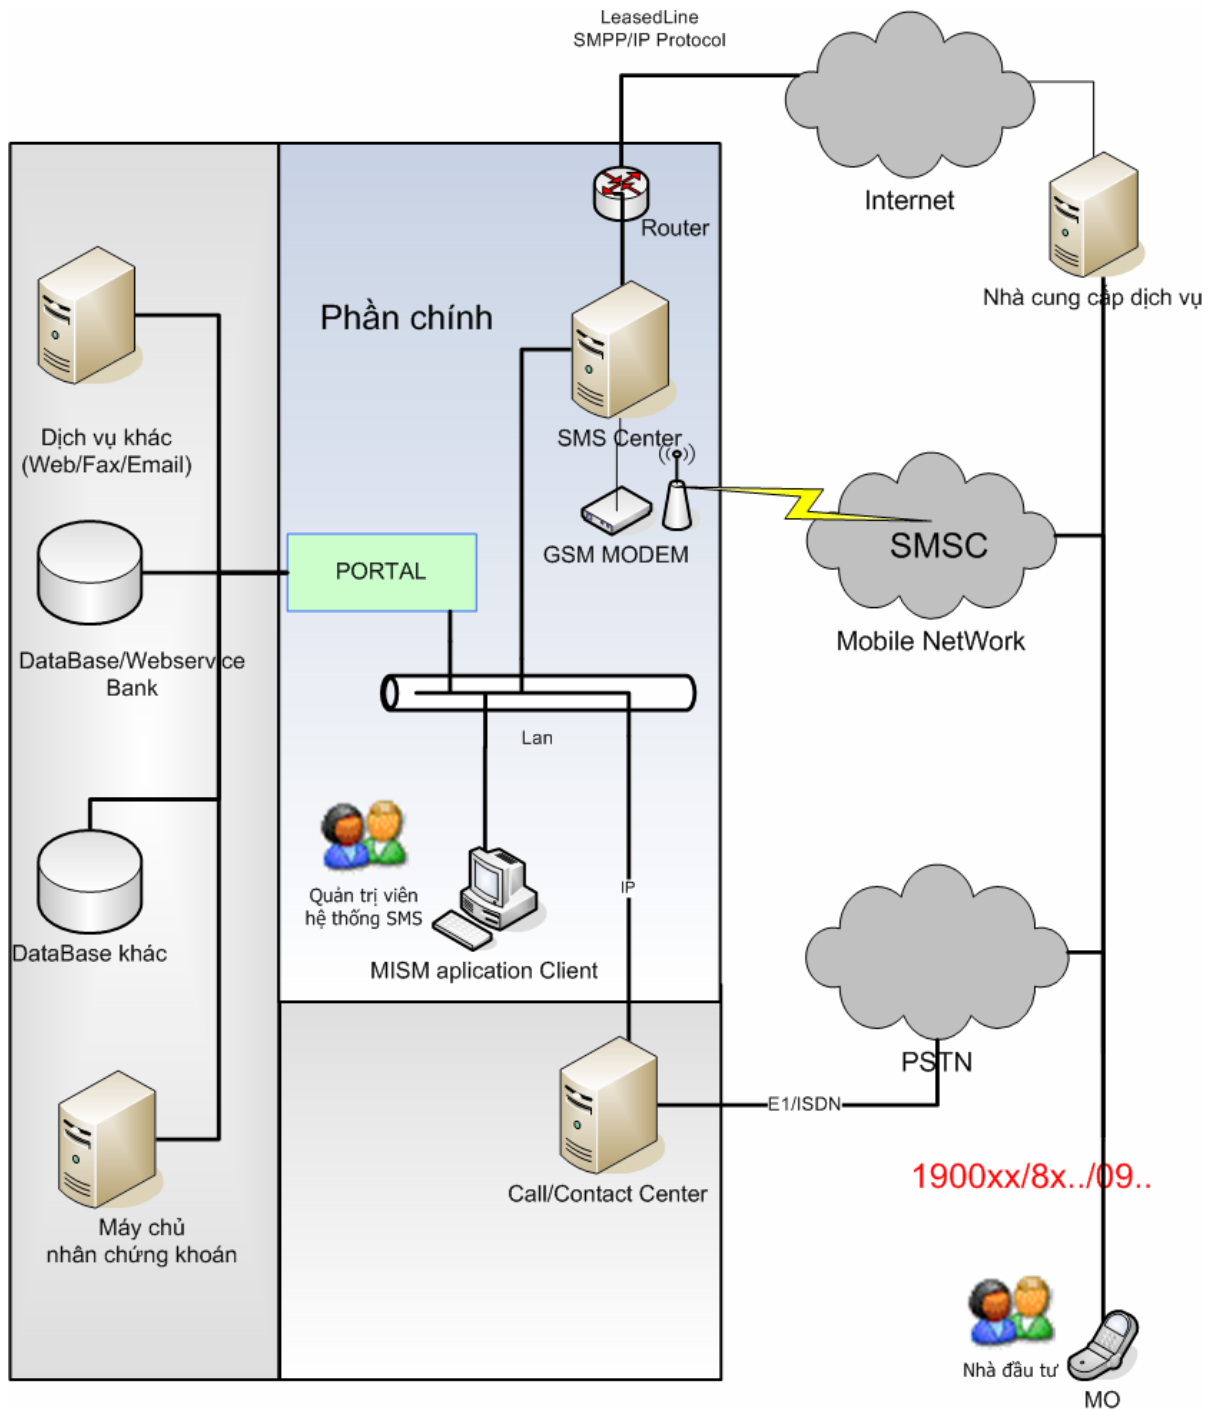 LeasedLine
SMPP/IP Protocol
Internet
Router
Nhà cung cấp dịch vụ
Phần chính
SMS Center
Dịch vụ khác
(Web/Fax/Email)
GSM MODEM
SMSC
Mobile NetWork
PORTAL
DataBase/Webservice
Bank
Lan
Quản trị viên
hệ thống SMS
IP
DataBase khác
MISM aplication Client
PSTN
E1/ISDN
1900xx/8x../09..
Call/Contact Center
Máy chủ
nhân chứng khoán
Nhà đầu tư
MO